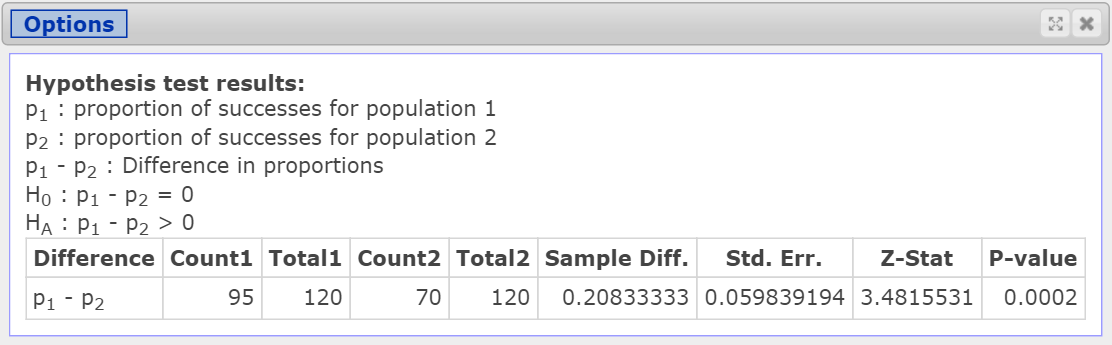 Options
Hypothesis test results:
p₁ : proportion of successes for population 1
p₂ : proportion of successes for population 2
p₁ - p₂ : Difference in proportions
H₀ : p₁ - p₂ = 0
Hₐ : p₁ - p₂ > 0
Difference Count1 Total1 Count2 Total2 Sample Diff. Std. Err. Z-Stat P-value
p₁ - p₂ 95 120 70 120 0.20833333 0.059839194 3.4815531 0.0002